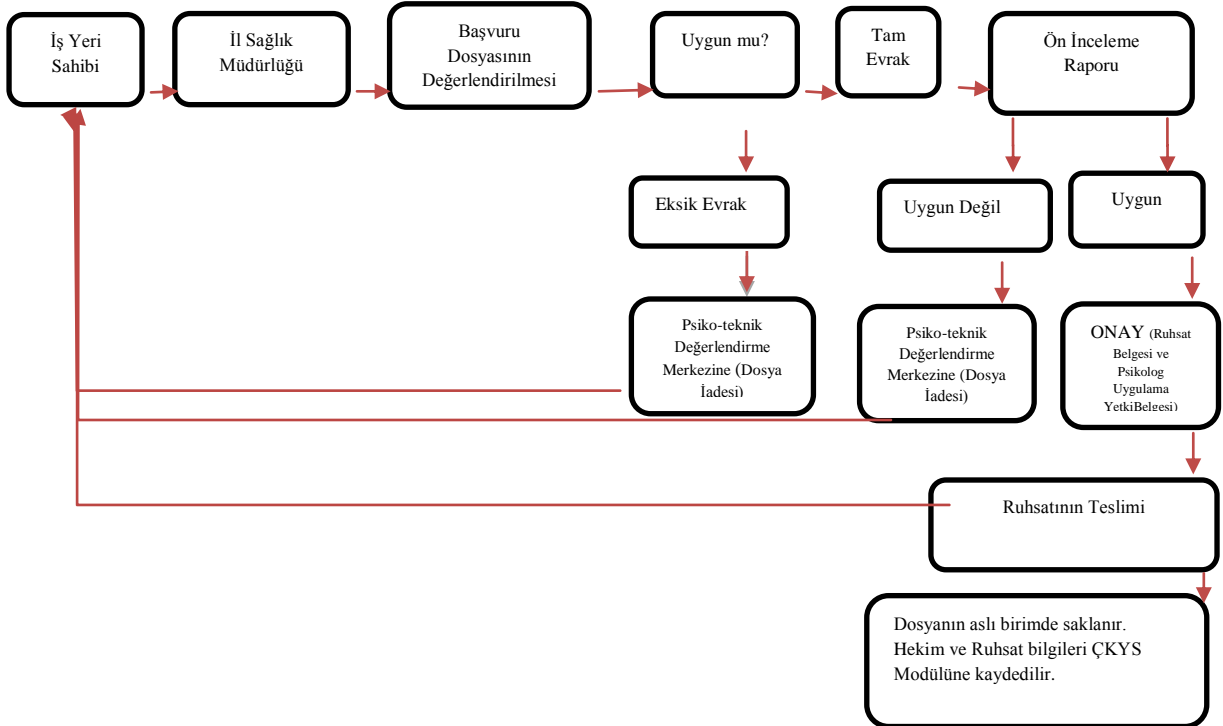 İş Yeri
Sahibi
İl Sağlık
Müdürlüğü
Başvuru
Dosyasının
Değerlendirilmesi
Uygun mu?
Tam
Evrak
Ön İnceleme
Raporu
Eksik Evrak
Uygun Değil
Uygun
Psiko-teknik
Değerlendirme
Merkezine (Dosya
İadesi)
Psiko-teknik
Değerlendirme
Merkezine (Dosya
İadesi)
ONAY (Ruhsat
Belgesi ve
Psikolog
Uygulama
YetkiBelgesi)
Ruhsatının Teslimi
Dosyanın aslı birimde saklanır.
Hekim ve Ruhsat bilgileri ÇKYS
Modülüne kaydedilir.